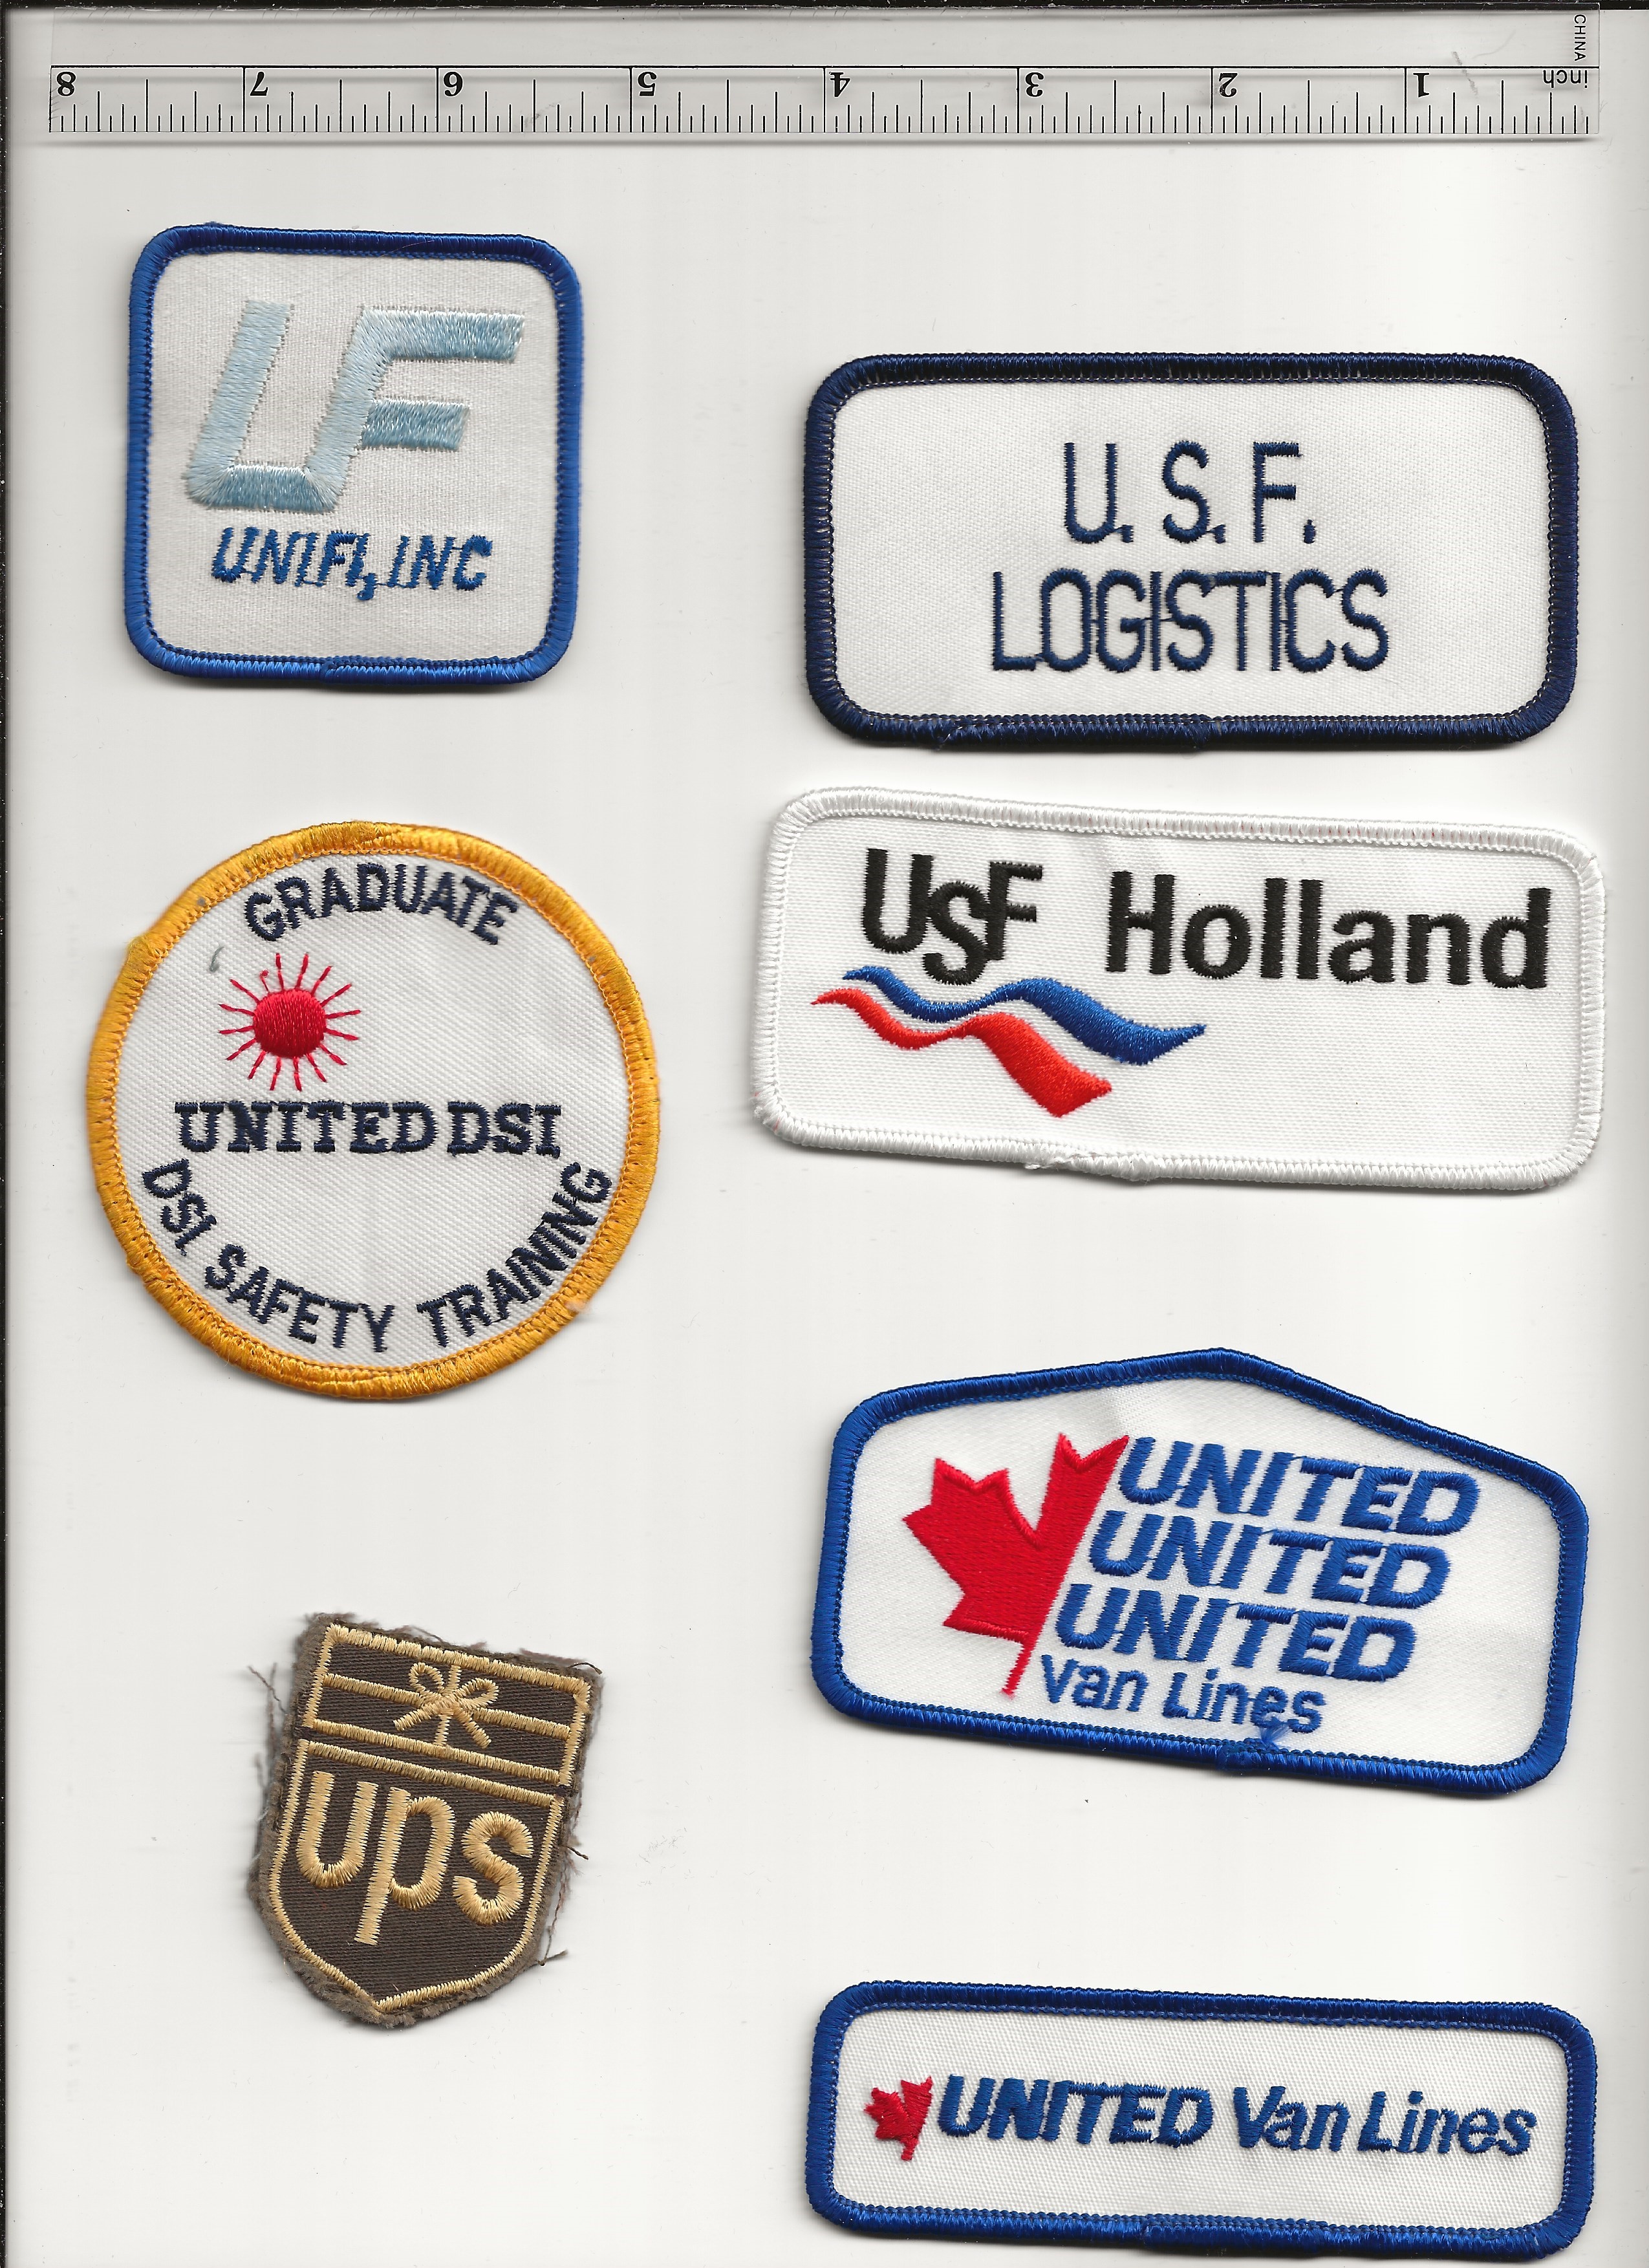 CHINA
inch
8 7 6 5 4 3 2 1
UF
UNIFI, INC
U. S. F.
LOGISTICS
GRADUATE
UNITED DSI
DSI SAFETY TRAINING
USF Holland
UNITED
UNITED
UNITED
van Lines
ups
UNITED Van Lines